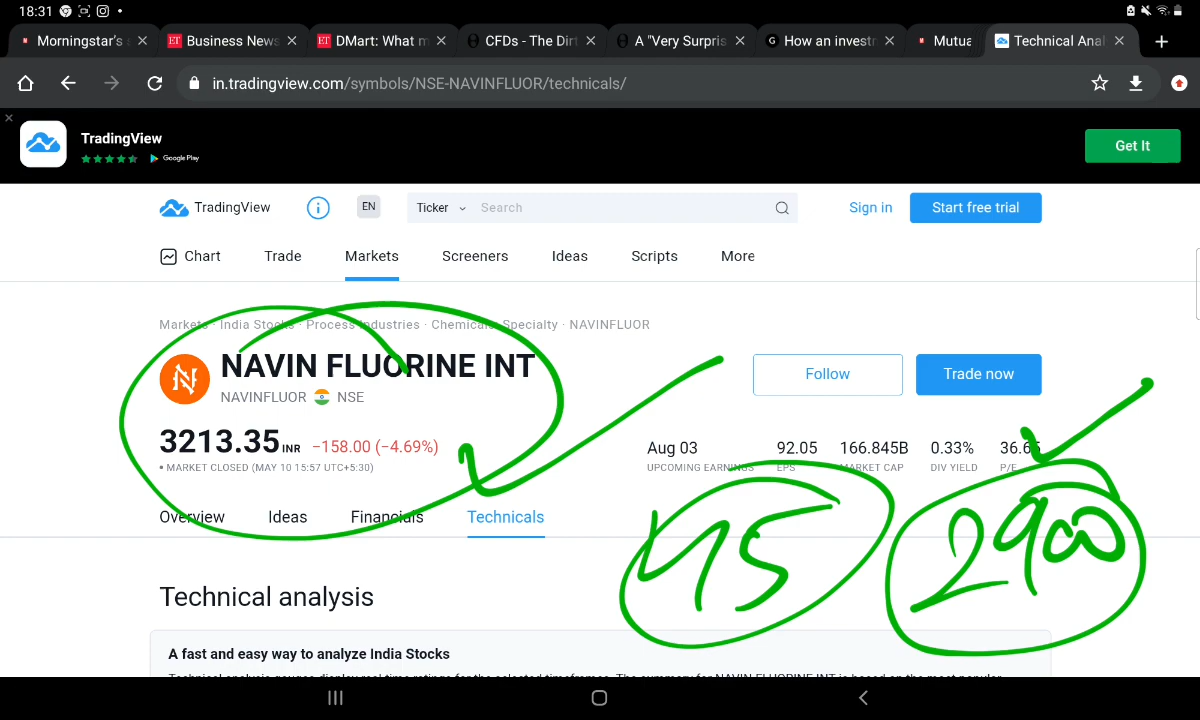 18:31
Morningstar's s
Business News
DMart: What m
CFDs - The Dirt
A "Very Surpris
How an investm
Mutua
Technical Anal
in.tradingview.com/symbols/NSE-NAVINFLUOR/technicals/
TradingView
Google Play
Get It
TradingView
EN
Ticker
Search
Sign in
Start free trial
Chart
Trade
Markets
Screeners
Ideas
Scripts
More
Markets · India Stocks · Process Industries · Chemicals: Specialty · NAVINFLUOR
NAVIN FLUORINE INT
NAVINFLUOR NSE
Follow
Trade now
3213.35 INR −158.00 (−4.69%)
• MARKET CLOSED (MAY 10 15:57 UTC+5:30)
Aug 03 92.05 166.845B 0.33% 36.65
UPCOMING EARNINGS EPS MARKET CAP DIV YIELD P/E
Overview
Ideas
Financials
Technicals
45
2900
Technical analysis
A fast and easy way to analyze India Stocks